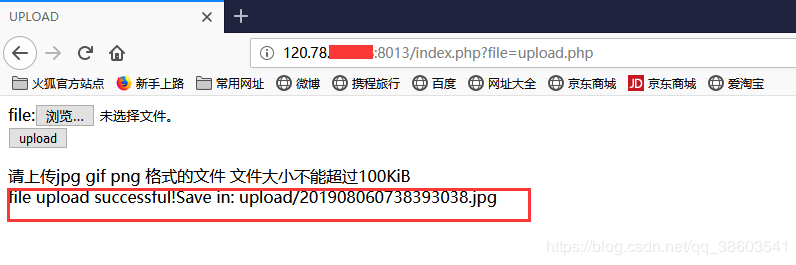 UPLOAD
120.78. :8013/index.php?file=upload.php
火狐官方站点 新手上路 常用网址 微博 携程旅行 百度 网址大全 京东商城 JD 京东商城 爱淘宝
file: 浏览... 未选择文件。
upload
请上传jpg gif png 格式的文件 文件大小不能超过100KiB
file upload successful!Save in: upload/201908060738393038.jpg
https://blog.csdn.net/qq_38603541